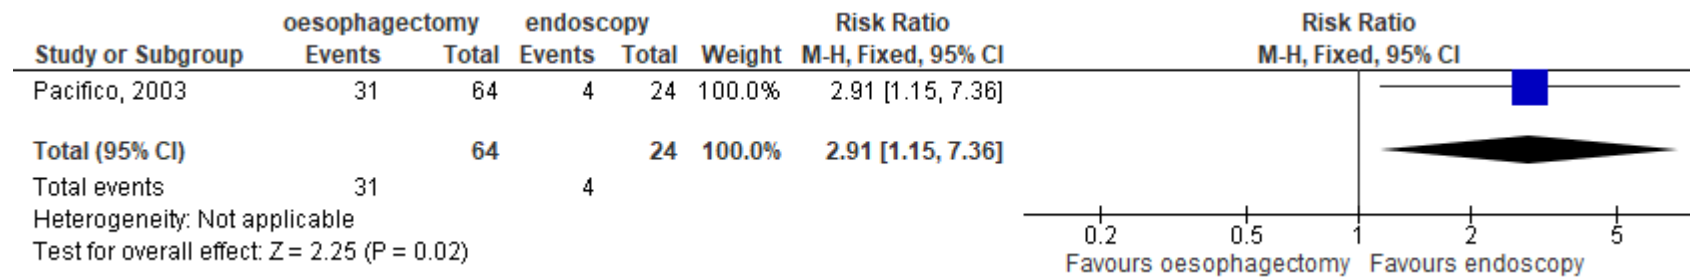 oesophagectomy endoscopy Risk Ratio Risk Ratio
Study or Subgroup Events Total Events Total Weight M-H, Fixed, 95% CI M-H, Fixed, 95% CI
Pacifico, 2003 31 64 4 24 100.0% 2.91 [1.15, 7.36]
Total (95% CI) 64 24 100.0% 2.91 [1.15, 7.36]
Total events 31 4
Heterogeneity: Not applicable
Test for overall effect: Z = 2.25 (P = 0.02)
0.2 0.5 1 2 5
Favours oesophagectomy Favours endoscopy